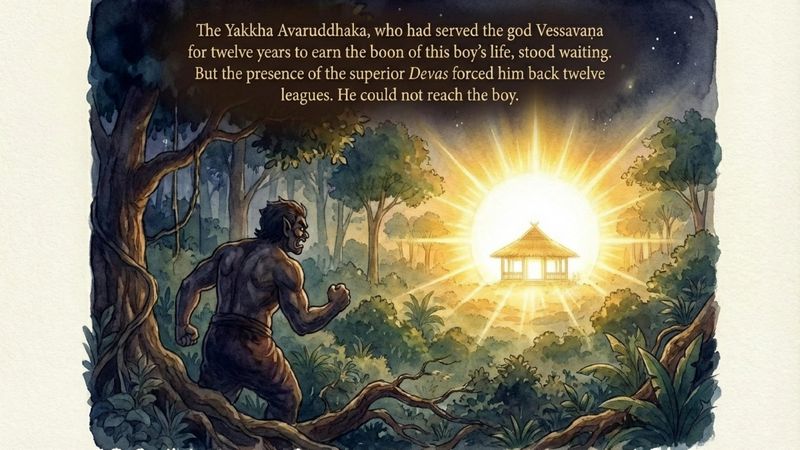 The Yakkha Avaruddhaka, who had served the god Vessavaṇa
for twelve years to earn the boon of this boy’s life, stood waiting.
But the presence of the superior Devas forced him back twelve
leagues. He could not reach the boy.